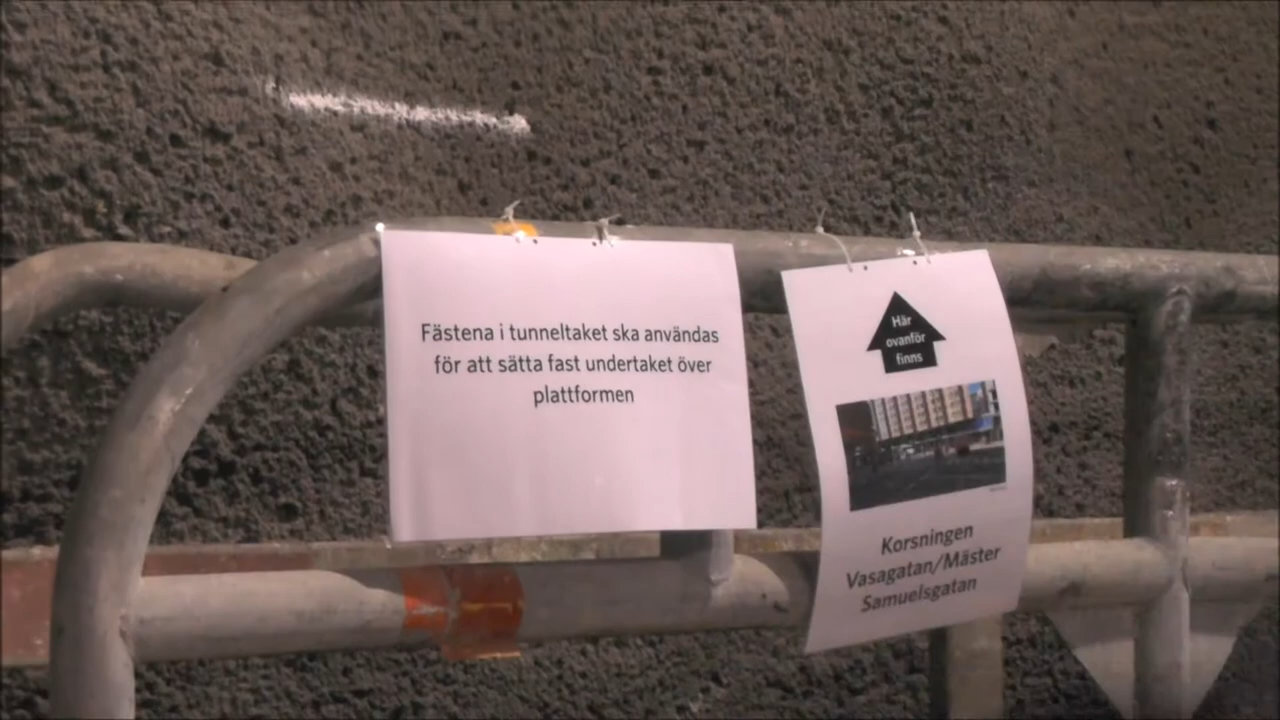 Fästena i tunneltaket ska användas
för att sätta fast undertaket över
plattformen
Här
ovanför
finns
Korsningen
Vasagatan/Mäster
Samuelsgatan